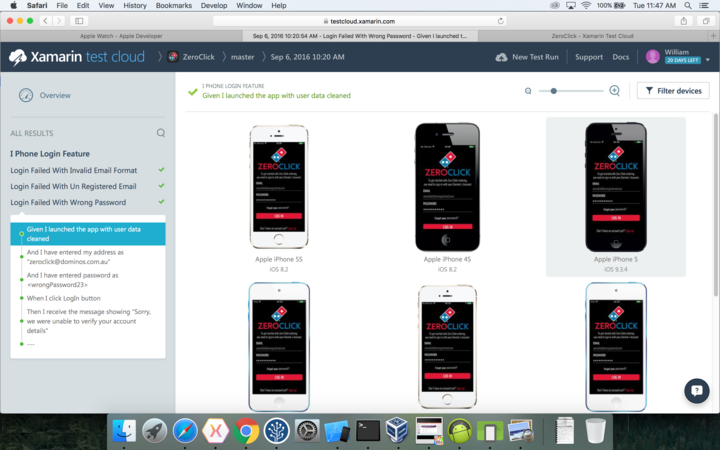 Safari File Edit View History Bookmarks Develop Window Help
100% Tue 11:47 AM
testcloud.xamarin.com
Apple Watch - Apple Developer
Sep 6, 2016 10:20:54 AM - Login Failed With Wrong Password - Given I launched t...
ZeroClick - Xamarin Test Cloud
Xamarin test cloud
ZeroClick
master
Sep 6, 2016 10:20 AM
New Test Run
Support
Docs
William
20 DAYS LEFT
Overview
I PHONE LOGIN FEATURE
Given I launched the app with user data cleaned
Filter devices
ALL RESULTS
I Phone Login Feature
Login Failed With Invalid Email Format
Login Failed With Un Registered Email
Login Failed With Wrong Password
Given I launched the app with user data
cleaned
And I have entered my address as
"zeroclick@dominos.com.au"
And I have entered password as
<wrongPassword23>
When I click LogIn button
Then I receive the message showing "Sorry,
we were unable to verify your account
details"
----
ZEROCLICK
LOG IN
Apple iPhone 5S
iOS 8.2
ZEROCLICK
LOG IN
Apple iPhone 4S
iOS 8.2
ZEROCLICK
LOG IN
Apple iPhone 5
iOS 9.3.4
ZEROCLICK
LOG IN
ZEROCLICK
LOG IN
ZEROCLICK
LOG IN